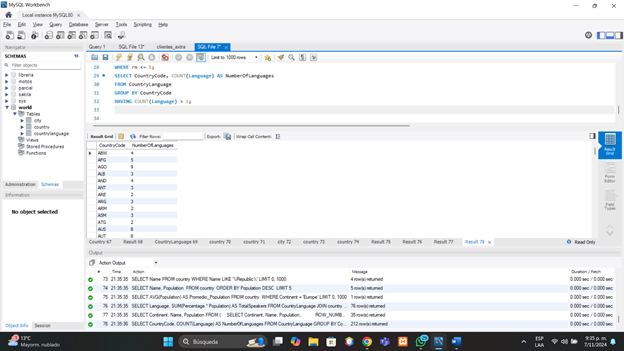 MySQL Workbench
Local instance MySQL80
File Edit View Query Database Server Tools Scripting Help
Navigator
SCHEMAS
Filter objects
libreria
motos
parcial
sakila
sys
world
Tables
city
country
countrylanguage
Views
Stored Procedures
Functions
Administration Schemas
Information
No object selected
Object Info Session
Query 1 SQL File 13* clientes_extra SQL File 7*
Limit to 1000 rows
28 WHERE rn <= 5;
29 SELECT CountryCode, COUNT(Language) AS NumberOfLanguages
30 FROM CountryLanguage
31 GROUP BY CountryCode
32 HAVING COUNT(Language) > 1;
33
34
Result Grid Filter Rows: Export: Wrap Cell Content:
CountryCode NumberOfLanguages
ABW 4
AFG 5
AGO 9
ALB 3
AND 4
ANT 3
ARE 2
ARG 3
ARM 2
ASM 3
ATG 2
AUS 8
AUT 8
Result Grid
Form Editor
Field Types
Country 67 Result 68 CountryLanguage 69 country 70 country 71 city 72 country 73 country 74 Result 75 Result 76 Result 77 Result 78
Read Only
Output
Action Output
# Time Action Message Duration / Fetch
73 21:35:35 SELECT Name FROM country WHERE Name LIKE '%Republic%' LIMIT 0, 1000 4 row(s) returned 0.000 sec / 0.000 sec
74 21:35:35 SELECT Name, Population FROM country ORDER BY Population DESC LIMIT 5 5 row(s) returned 0.000 sec / 0.000 sec
75 21:35:35 SELECT AVG(Population) AS Promedio_Poblacion FROM country WHERE Continent = 'Europe' LIMIT 0, 1000 1 row(s) returned 0.000 sec / 0.000 sec
76 21:35:35 SELECT Language, SUM(Percentage * Population) AS TotalSpeakers FROM CountryLanguage JOIN country ... 0.000 sec / 0.000 sec
77 21:35:35 SELECT Continent, Name, Population FROM ( SELECT Continent, Name, Population, ROW_NUMB... 35 row(s) returned 0.000 sec / 0.000 sec
78 21:35:36 SELECT CountryCode, COUNT(Language) AS NumberOfLanguages FROM CountryLanguage GROUP BY Co... 212 row(s) returned 0.000 sec / 0.000 sec
13°C
Mayorm. nublado
Búsqueda
ESP
LAA
9:35 p. m.
7/11/2024